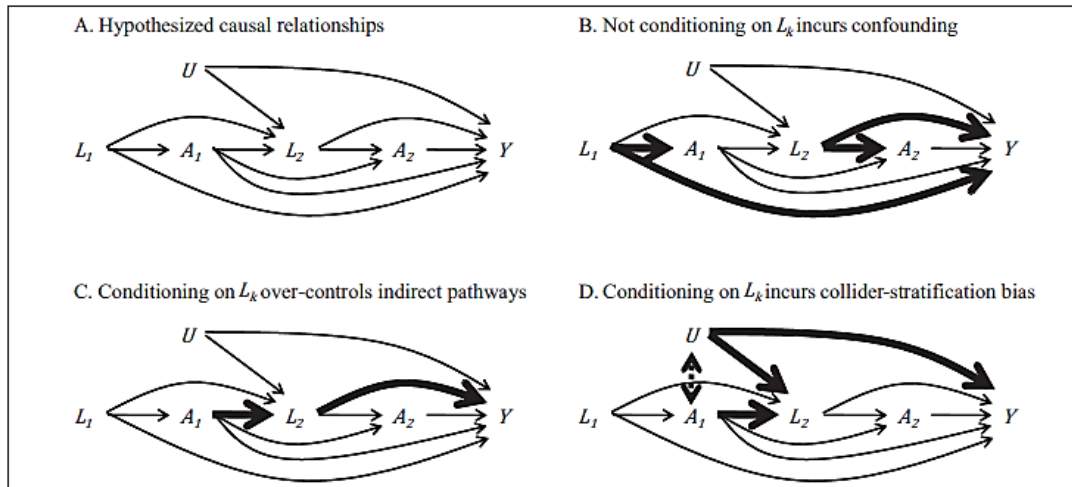 A. Hypothesized causal relationships
U
L1 A1 L2 A2 Y
B. Not conditioning on Lk incurs confounding
U
L1 A1 L2 A2 Y
C. Conditioning on Lk over-controls indirect pathways
U
L1 A1 L2 A2 Y
D. Conditioning on Lk incurs collider-stratification bias
U
L1 A1 L2 A2 Y